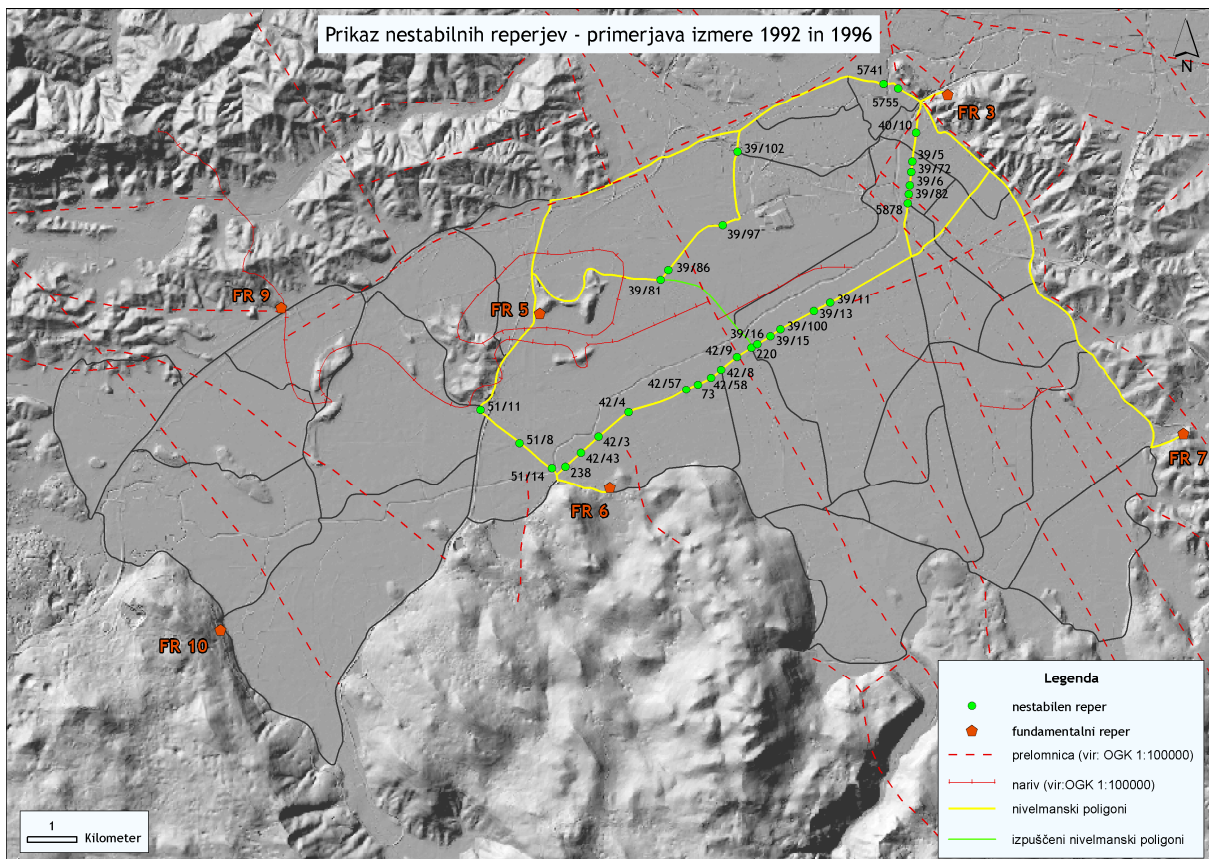 Prikaz nestabilnih reperjev - primerjava izmere 1992 in 1996
N
5741
5755
FR 3
40/10
39/102
39/5
39/72
39/6
39/82
5878
39/97
39/86
39/81
FR 9
FR 5
39/11
39/13
39/100
39/16
39/15
220
42/9
42/8
42/58
42/57
73
42/4
51/11
42/3
51/8
42/43
51/14
238
FR 6
FR 7
FR 10
Legenda
nestabilen reper
fundamentalni reper
prelomnica (vir: OGK 1:100000)
nariv (vir:OGK 1:100000)
nivelmanski poligoni
izpuščeni nivelmanski poligoni
1
Kilometer